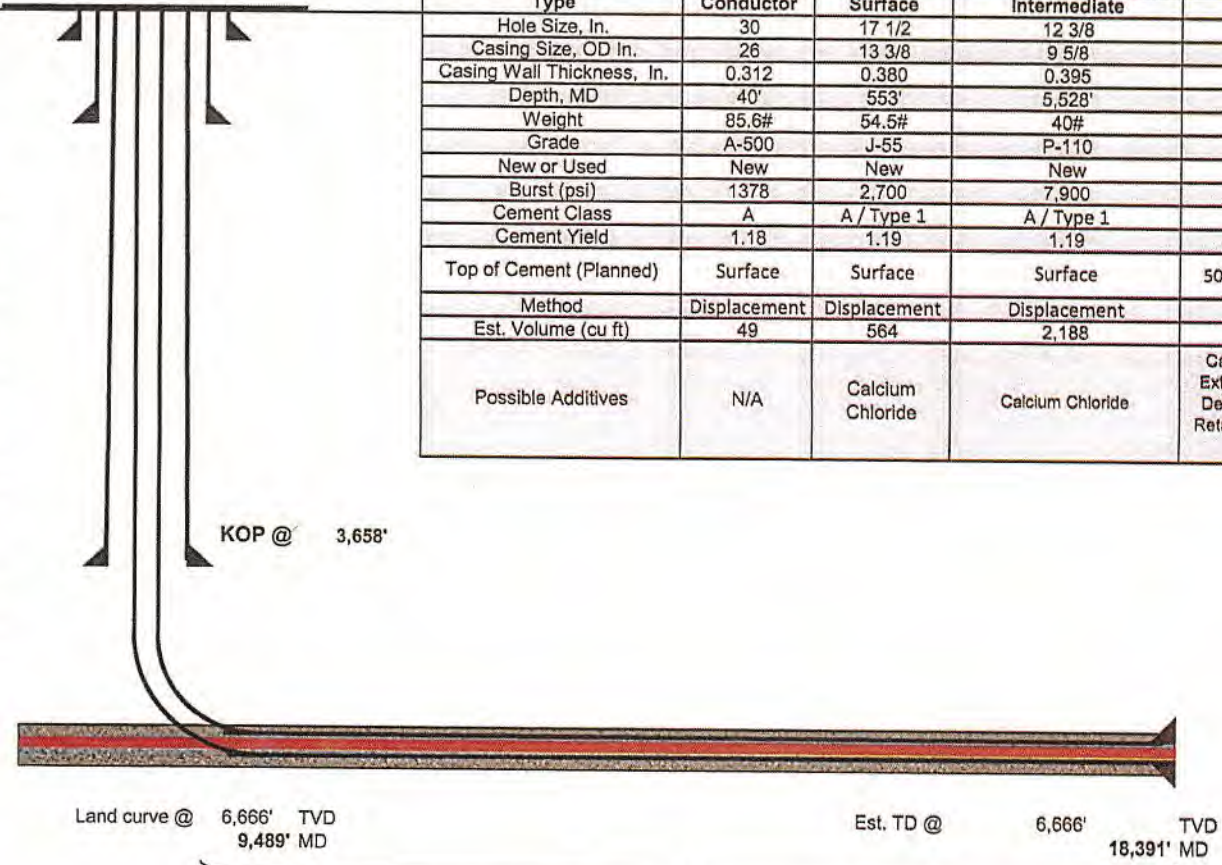 Type Conductor Surface Intermediate
Hole Size, In. 30 17 1/2 12 3/8
Casing Size, OD In. 26 13 3/8 9 5/8
Casing Wall Thickness, In. 0.312 0.380 0.395
Depth, MD 40' 553' 5,528'
Weight 85.6# 54.5# 40#
Grade A-500 J-55 P-110
New or Used New New New
Burst (psi) 1378 2,700 7,900
Cement Class A A / Type 1 A / Type 1
Cement Yield 1.18 1.19 1.19
Top of Cement (Planned) Surface Surface Surface 50
Method Displacement Displacement Displacement
Est. Volume (cu ft) 49 564 2,188
Possible Additives N/A Calcium Chloride Calcium Chloride
KOP @ 3,658'
Land curve @ 6,666' TVD
9,489' MD
Est. TD @ 6,666' TVD
18,391' MD